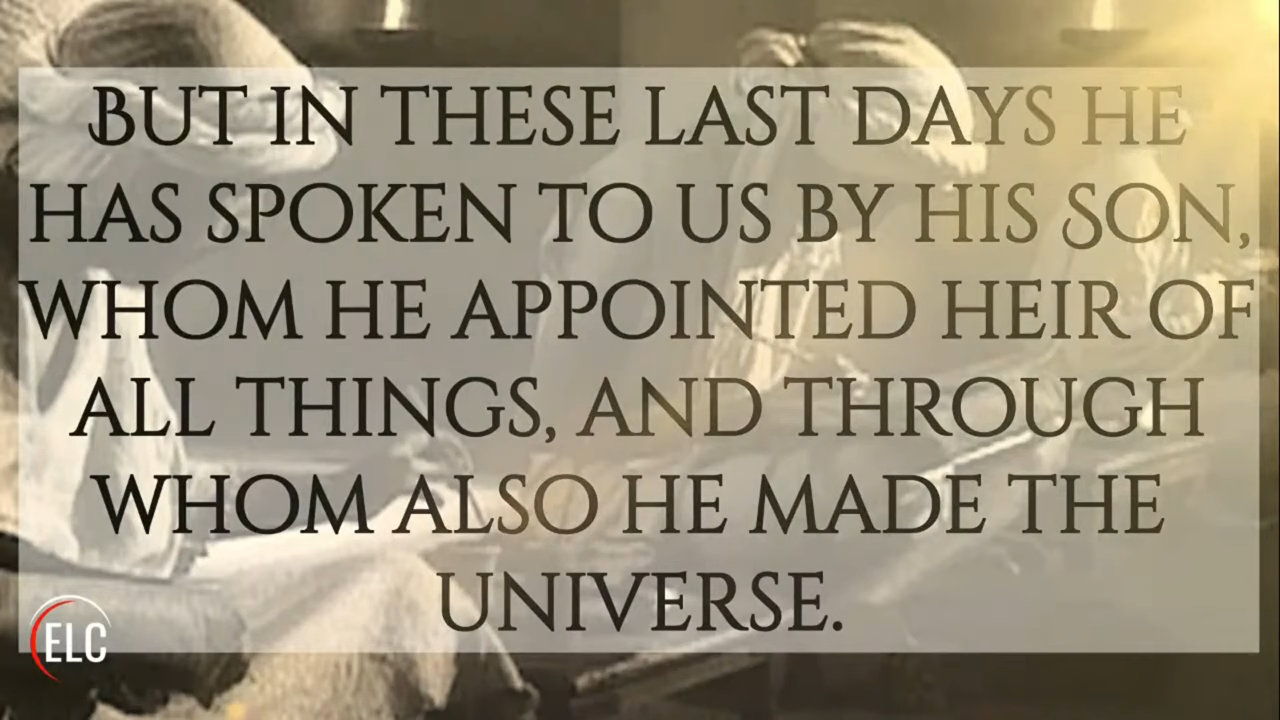 But in these last days he
has spoken to us by his Son,
whom he appointed heir of
all things, and through
whom also he made the
universe.
ELC